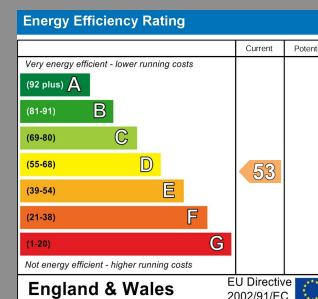 Energy Efficiency Rating
Current Potent
Very energy efficient - lower running costs
(92 plus) A
(81-91) B
(69-80) C
(55-68) D
53
(39-54) E
(21-38) F
(1-20) G
Not energy efficient - higher running costs
England & Wales
EU Directive
2002/91/EC